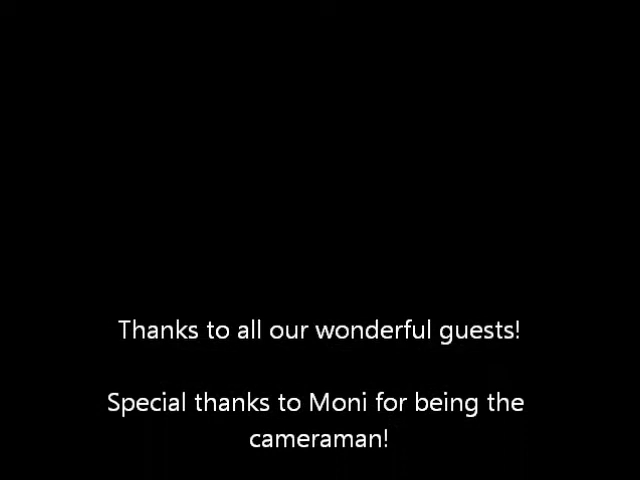 Thanks to all our wonderful guests!
Special thanks to Moni for being the
cameraman!